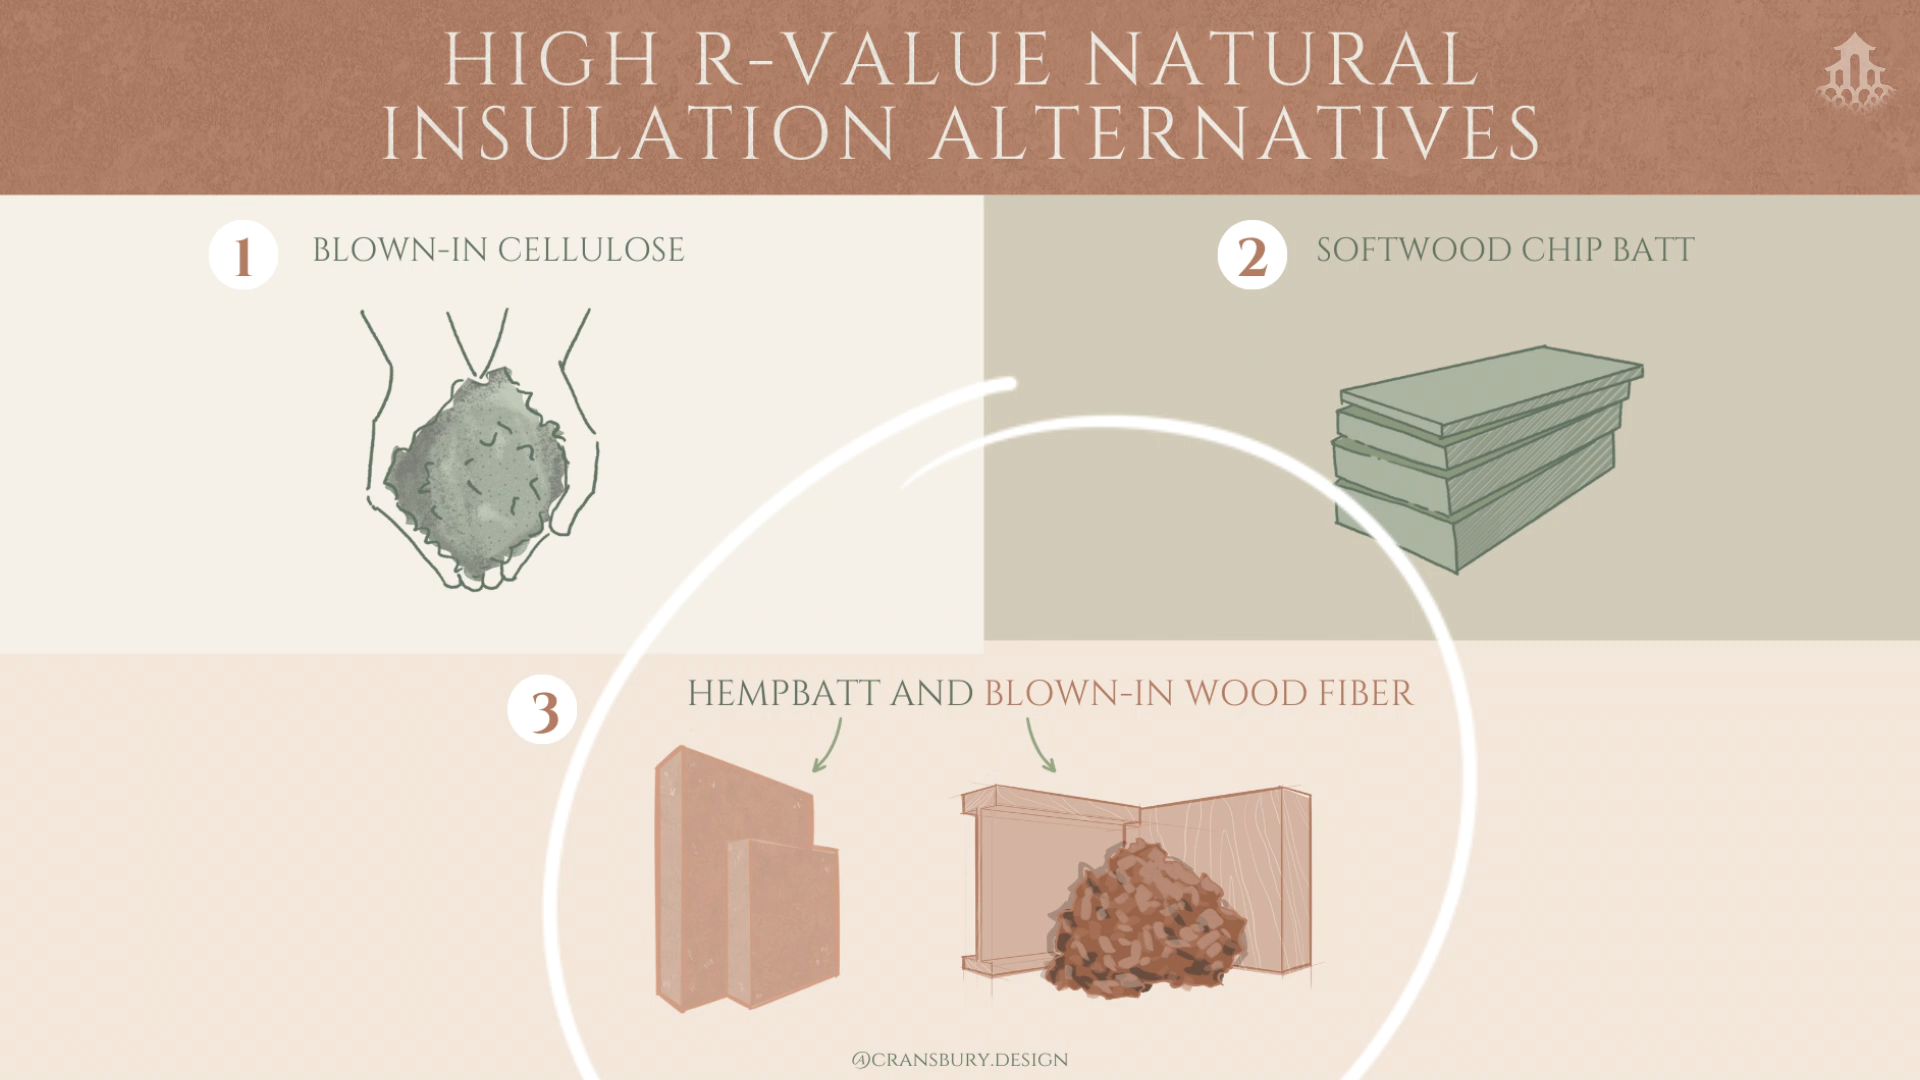 HIGH R-VALUE NATURAL
INSULATION ALTERNATIVES
1 BLOWN-IN CELLULOSE
2 SOFTWOOD CHIP BATT
3 HEMPBATT AND BLOWN-IN WOOD FIBER
@CRANSBURY.DESIGN